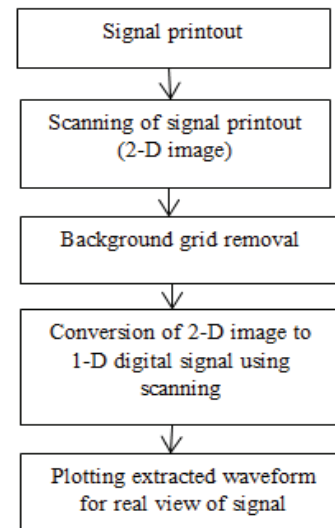 Signal printout
Scanning of signal printout
(2-D image)
Background grid removal
Conversion of 2-D image to
1-D digital signal using
scanning
Plotting extracted waveform
for real view of signal